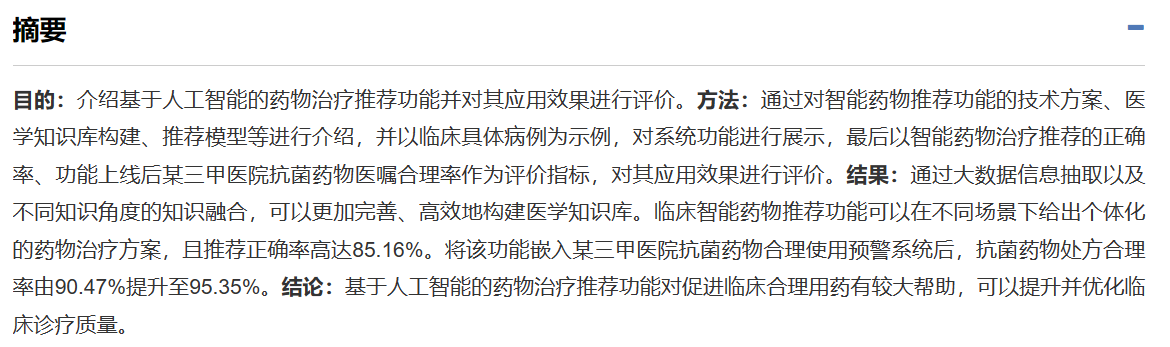 摘要
目的：介绍基于人工智能的药物治疗推荐功能并对其应用效果进行评价。方法：通过对智能药物推荐功能的技术方案、医
学知识库构建、推荐模型等进行介绍，并以临床具体病例为示例，对系统功能进行展示，最后以智能药物治疗推荐的正确
率、功能上线后某三甲医院抗菌药物医嘱合理率作为评价指标，对其应用效果进行评价。结果：通过大数据信息抽取以及
不同知识角度的知识融合，可以更加完善、高效地构建医学知识库。临床智能药物推荐功能可以在不同场景下给出个体化
的药物治疗方案，且推荐正确率高达85.16%。将该功能嵌入某三甲医院抗菌药物合理使用预警系统后，抗菌药物处方合理
率由90.47%提升至95.35%。结论：基于人工智能的药物治疗推荐功能对促进临床合理用药有较大帮助，可以提升并优化临
床诊疗质量。